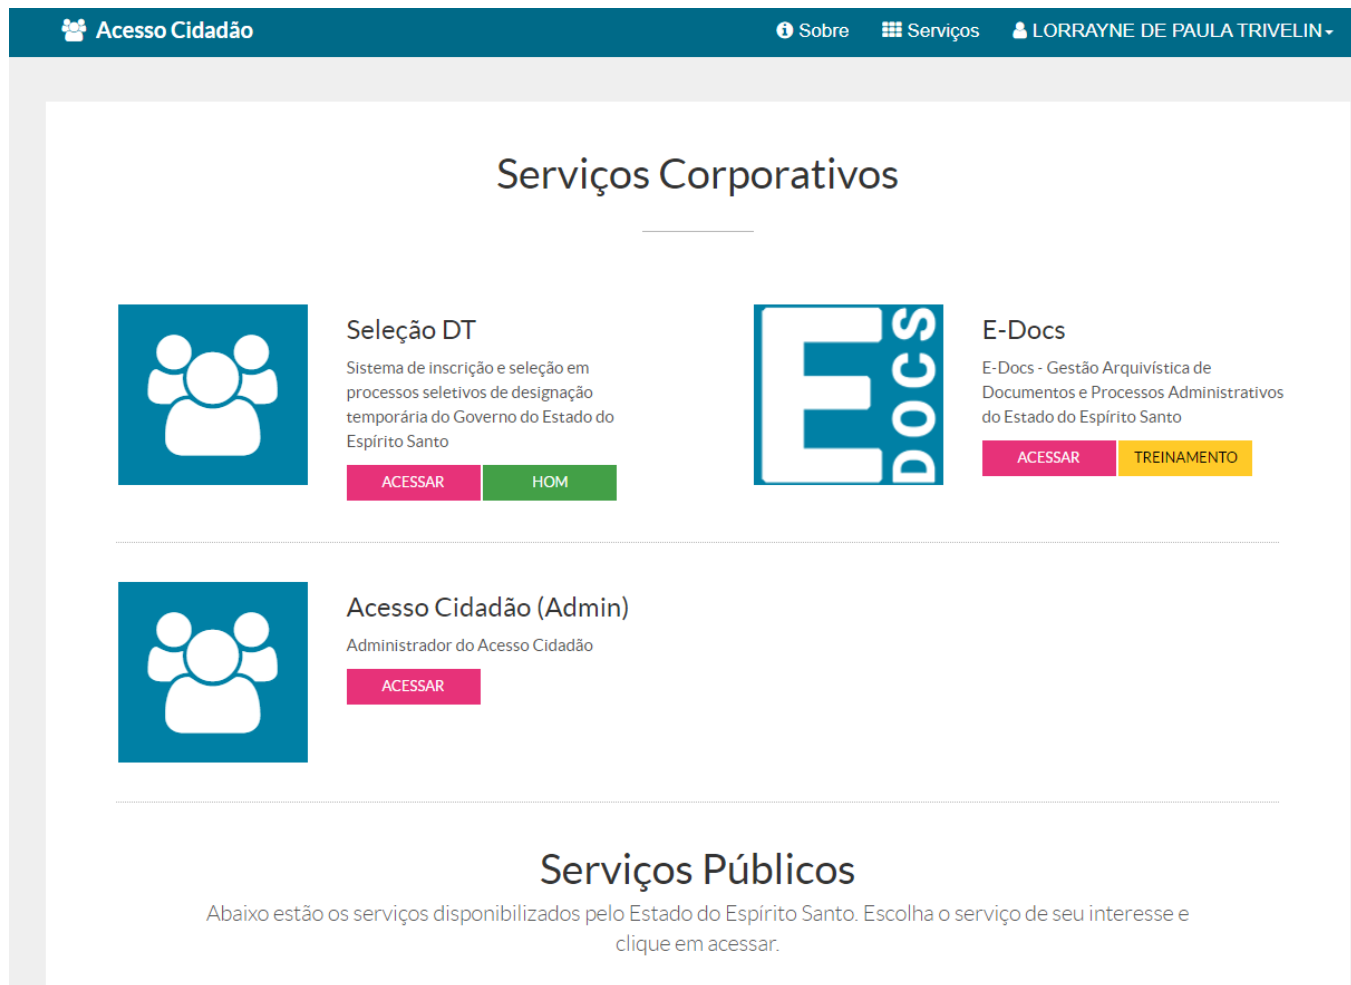 Acesso Cidadão
Sobre
Serviços
LORRAYNE DE PAULA TRIVELIN
Serviços Corporativos
Seleção DT
Sistema de inscrição e seleção em
processos seletivos de designação
temporária do Governo do Estado do
Espírito Santo
ACESSAR
HOM
E DOCS
E-Docs
E-Docs - Gestão Arquivística de
Documentos e Processos Administrativos
do Estado do Espírito Santo
ACESSAR
TREINAMENTO
Acesso Cidadão (Admin)
Administrador do Acesso Cidadão
ACESSAR
Serviços Públicos
Abaixo estão os serviços disponibilizados pelo Estado do Espírito Santo. Escolha o serviço de seu interesse e
clique em acessar.